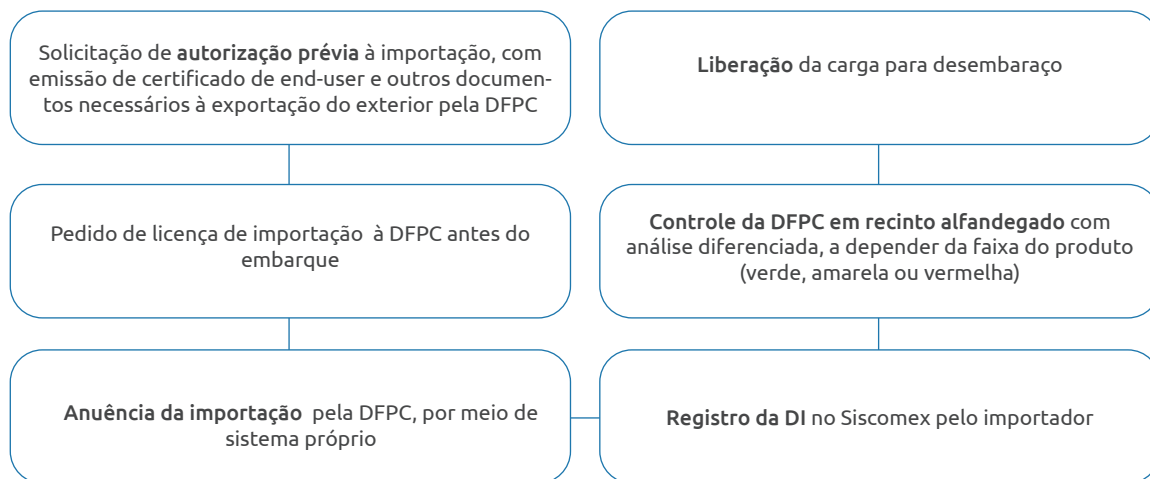 Solicitação de autorização prévia à importação, com
emissão de certificado de end-user e outros documen-
tos necessários à exportação do exterior pela DFPC
Pedido de licença de importação à DFPC antes do
embarque
Anuência da importação pela DFPC, por meio de
sistema próprio
Registro da DI no Siscomex pelo importador
Controle da DFPC em recinto alfandegado com
análise diferenciada, a depender da faixa do produto
(verde, amarela ou vermelha)
Liberação da carga para desembaraço